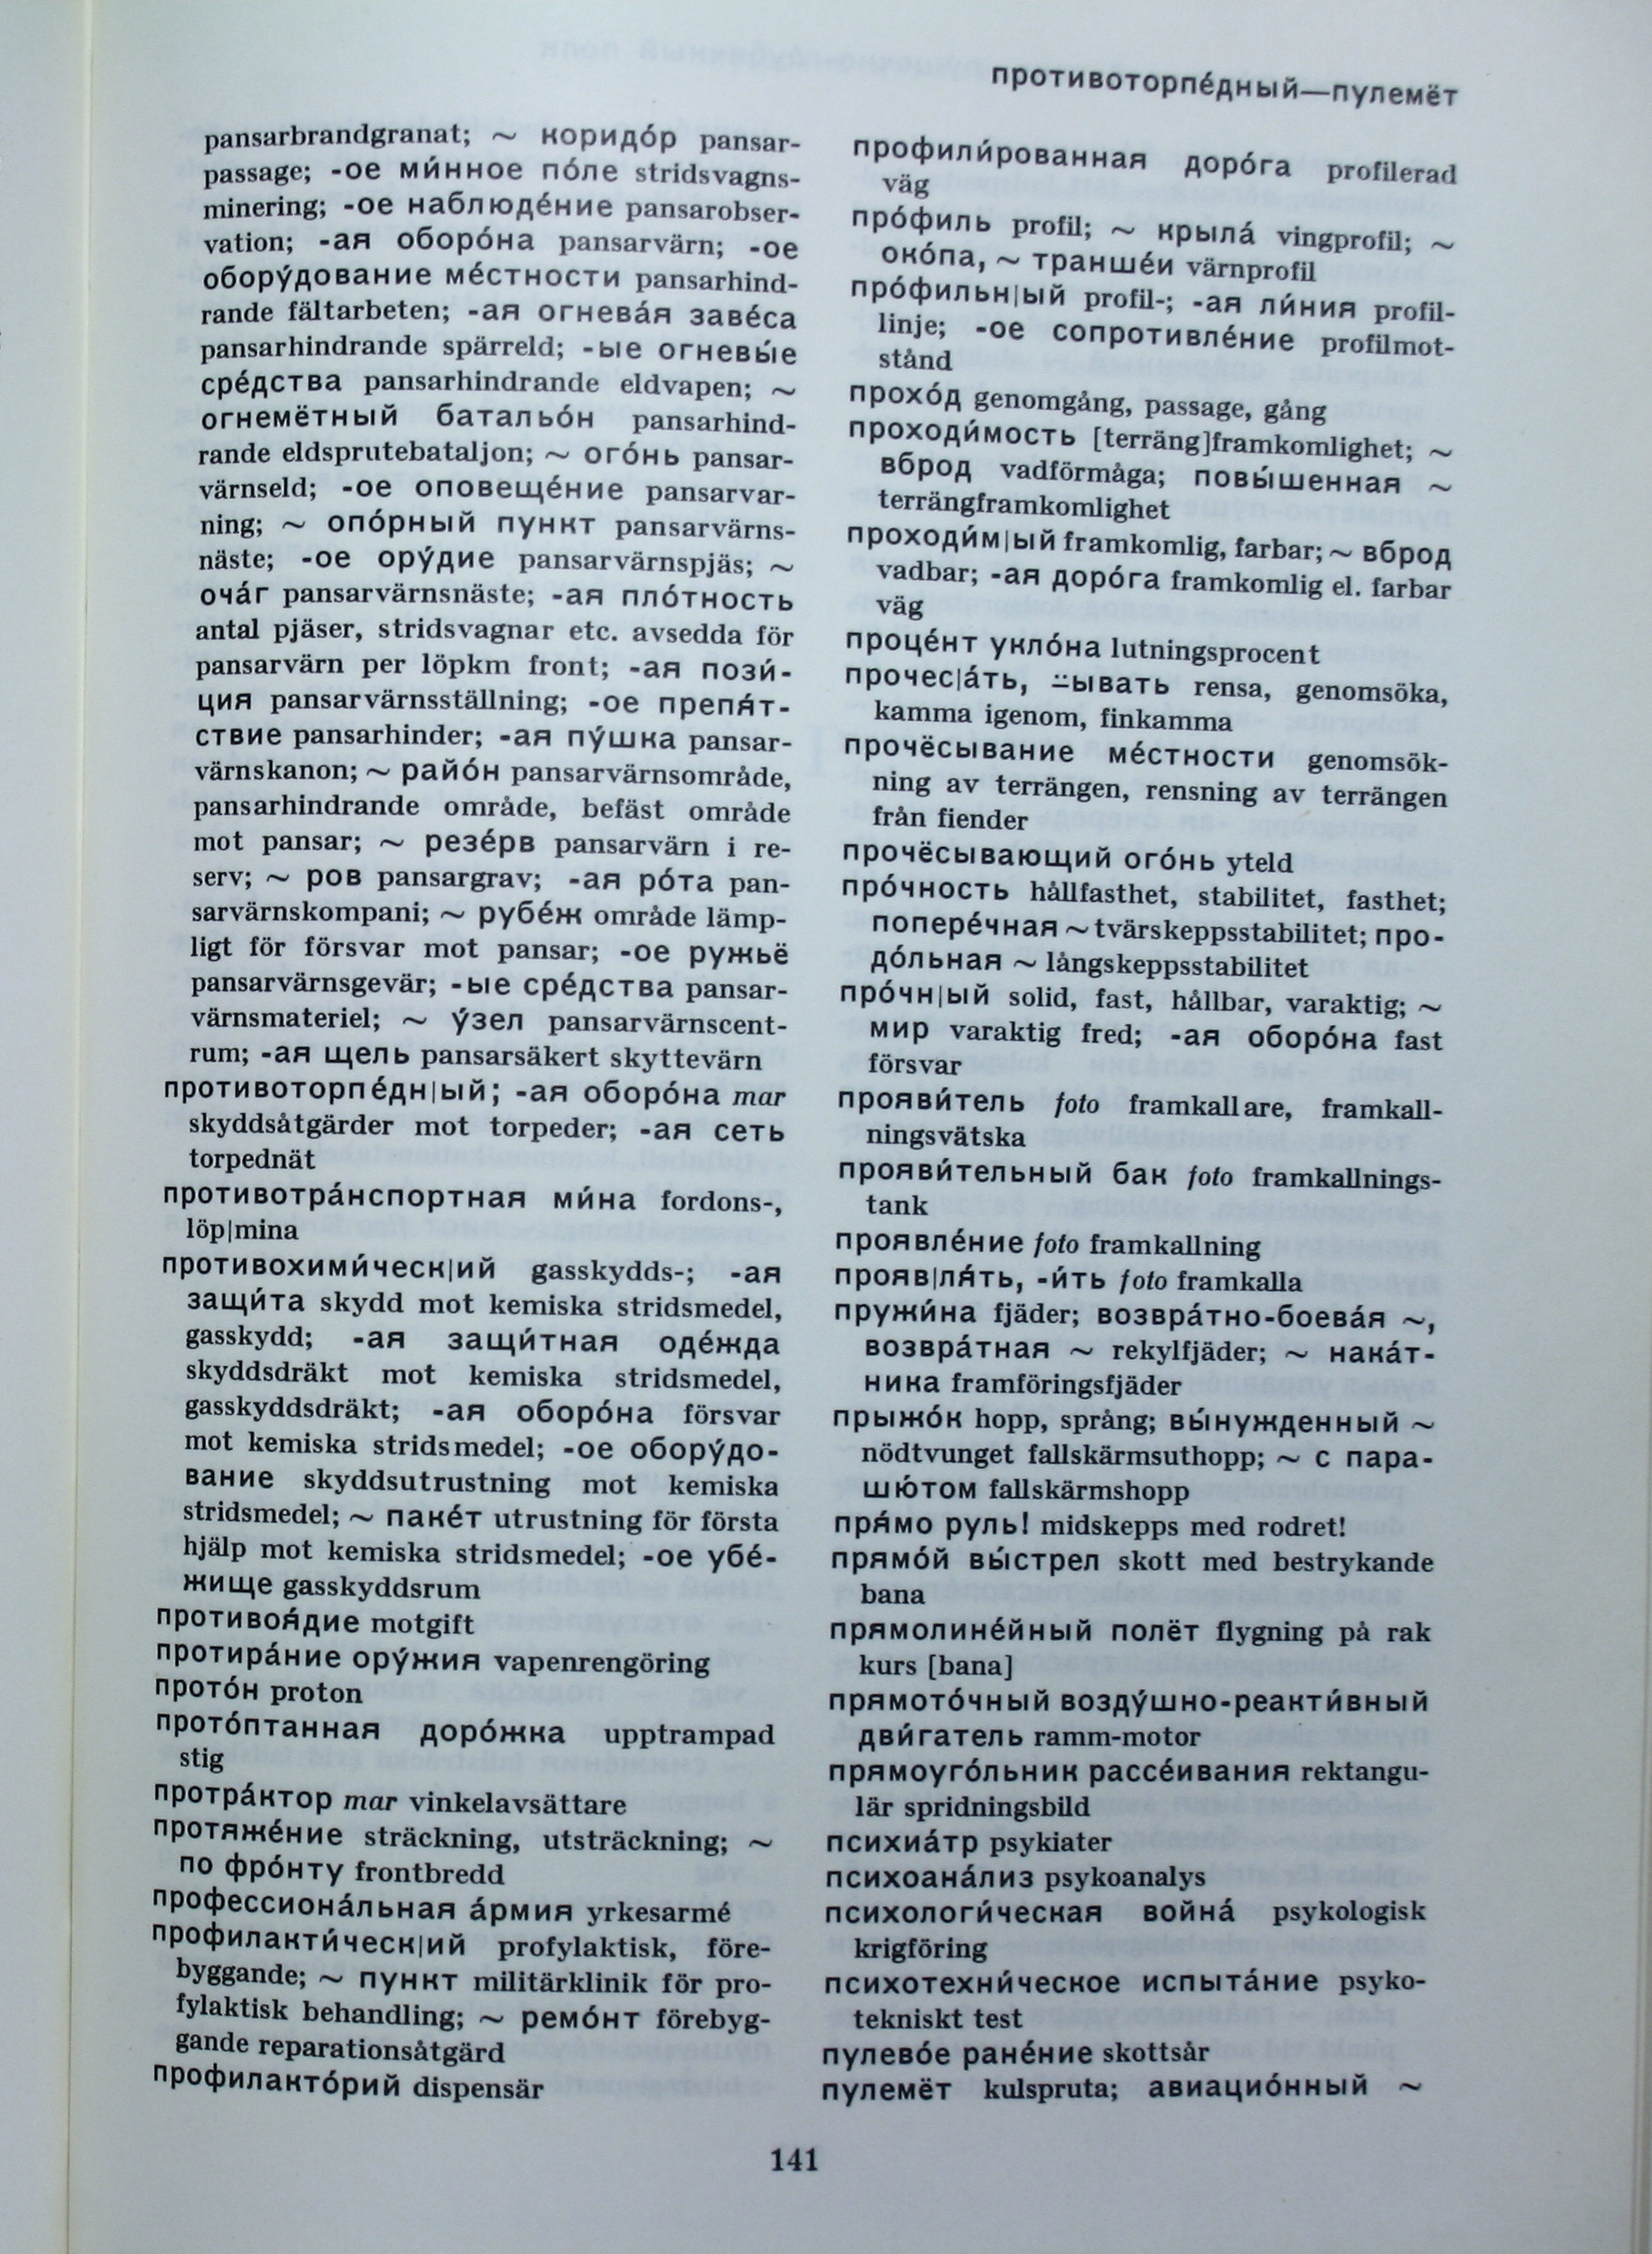 противоторпе́дный—пулемёт
pansarbrandgranat; ~ коридо́р pansar-
passage; -ое ми́нное по́ле stridsvagns-
minering; -ое наблюде́ние pansarobser-
vation; -ая оборо́на pansarvärn; -ое
обору́дование ме́стности pansarhind-
rande fältarbeten; -ая огнева́я заве́са
pansarhindrande spärreld; -ые огневы́е
сре́дства pansarhindrande eldvapen; ~
огнемётный батальо́н pansarhind-
rande eldsprutebataljon; ~ ого́нь pansar-
värnseld; -ое оповеще́ние pansarvar-
ning; ~ опо́рный пункт pansarvärns-
näste; -ое ору́дие pansarvärnspjäs; ~
оча́г pansarvärnsnäste; -ая пло́тность
antal pjäser, stridsvagnar etc. avsedda för
pansarvärn per löpkm front; -ая пози́-
ция pansarvärnsställning; -ое препя́т-
ствие pansarhinder; -ая пу́шка pansar-
värnskanon; ~ райо́н pansarvärnsområde,
pansarhindrande område, befäst område
mot pansar; ~ резе́рв pansarvärn i re-
serv; ~ ров pansargrav; -ая ро́та pan-
sarvärnskompani; ~ рубе́ж område lämp-
ligt för försvar mot pansar; -ое ружьё
pansarvärnsgevär; -ые сре́дства pansar-
värnsmateriel; ~ у́зел pansarvärnscent-
rum; -ая щель pansarsäkert skyttevärn
противоторпе́дн|ый; -ая оборо́на mar
skyddsåtgärder mot torpeder; -ая сеть
torpednät
противотра́нспортная ми́на fordons-,
löp|mina
противохими́ческ|ий gasskydds-; -ая
защи́та skydd mot kemiska stridsmedel,
gasskydd; -ая защи́тная оде́жда
skyddsdräkt mot kemiska stridsmedel,
gasskyddsdräkt; -ая оборо́на försvar
mot kemiska stridsmedel; -ое обору́до-
вание skyddsutrustning mot kemiska
stridsmedel; ~ паке́т utrustning för första
hjälp mot kemiska stridsmedel; -ое убе́-
жище gasskyddsrum
противоя́дие motgift
протира́ние ору́жия vapenrengöring
прото́н proton
прото́птанная доро́жка upptrampad
stig
протра́ктор mar vinkelavsättare
протяже́ние sträckning, utsträckning; ~
по фро́нту frontbredd
профессиона́льная а́рмия yrkesarmé
профилакти́ческ|ий profylaktisk, före-
byggande; ~ пункт militärklinik för pro-
fylaktisk behandling; ~ ремо́нт förebyg-
gande reparationsåtgärd
профилакто́рий dispensär
профили́рованная доро́га profilerad
väg
про́филь profil; ~ крыла́ vingprofil; ~
око́па, ~ транше́и värnprofil
про́фильн|ый profil-; -ая ли́ния profil-
linje; -ое сопротивле́ние profilmot-
stånd
прохо́д genomgång, passage, gång
проходи́мость [terräng]framkomlighet; ~
вброд vadförmåga; повы́шенная ~
terrängframkomlighet
проходи́м|ый framkomlig, farbar; ~ вброд
vadbar; -ая доро́га framkomlig el. farbar
väg
проце́нт укло́на lutningsprocent
прочес|а́ть, -̈ывать rensa, genomsöka,
kamma igenom, finkamma
прочёсывание ме́стности genomsök-
ning av terrängen, rensning av terrängen
från fiender
прочёсывающий ого́нь yteld
про́чность hållfasthet, stabilitet, fasthet;
попере́чная ~ tvärskeppsstabilitet; про-
до́льная ~ långskeppsstabilitet
про́чн|ый solid, fast, hållbar, varaktig; ~
мир varaktig fred; -ая оборо́на fast
försvar
прояви́тель foto framkallare, framkall-
ningsvätska
прояви́тельный бак foto framkallnings-
tank
проявле́ние foto framkallning
прояв|ля́ть, -и́ть foto framkalla
пружи́на fjäder; возвра́тно-боева́я ~,
возвра́тная ~ rekylfjäder; ~ нака́т-
ника framföringsfjäder
прыжо́к hopp, språng; вы́нужденный ~
nödtvunget fallskärmsuthopp; ~ с пара-
шю́том fallskärmshopp
пря́мо руль! midskepps med rodret!
прямо́й вы́стрел skott med bestrykande
bana
прямолине́йный полёт flygning på rak
kurs [bana]
прямото́чный возду́шно-реакти́вный
дви́гатель ramm-motor
прямоуго́льник рассе́ивания rektangu-
lär spridningsbild
психиа́тр psykiater
психоана́лиз psykoanalys
психологи́ческая война́ psykologisk
krigföring
психотехни́ческое испыта́ние psyko-
tekniskt test
пулево́е ране́ние skottsår
пулемёт kulspruta; авиацио́нный ~
141